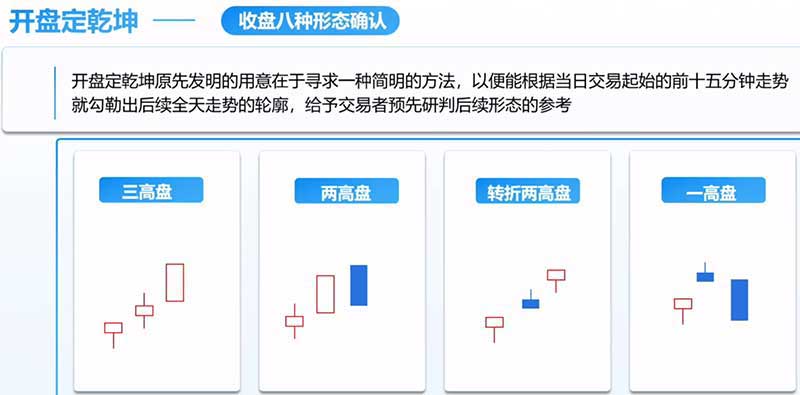 开盘定乾坤
收盘八种形态确认
开盘定乾坤原先发明的用意在于寻求一种简明的方法，以便能根据当日交易起始的前十五分钟走势
就勾勒出后续全天走势的轮廓，给予交易者预先研判后续形态的参考
三高盘
两高盘
转折两高盘
一高盘